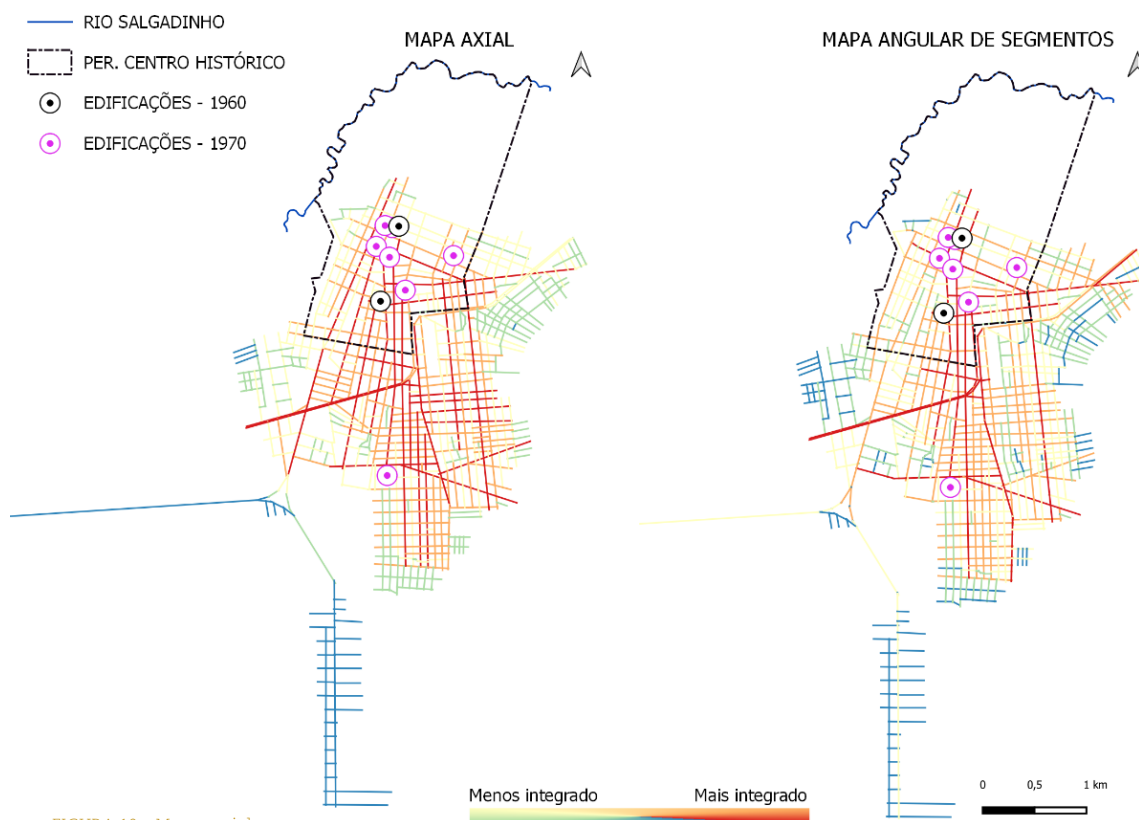 RIO SALGADINHO
PER. CENTRO HISTÓRICO
EDIFICAÇÕES - 1960
EDIFICAÇÕES - 1970
MAPA AXIAL
MAPA ANGULAR DE SEGMENTOS
Menos integrado
Mais integrado
0 0,5 1 km